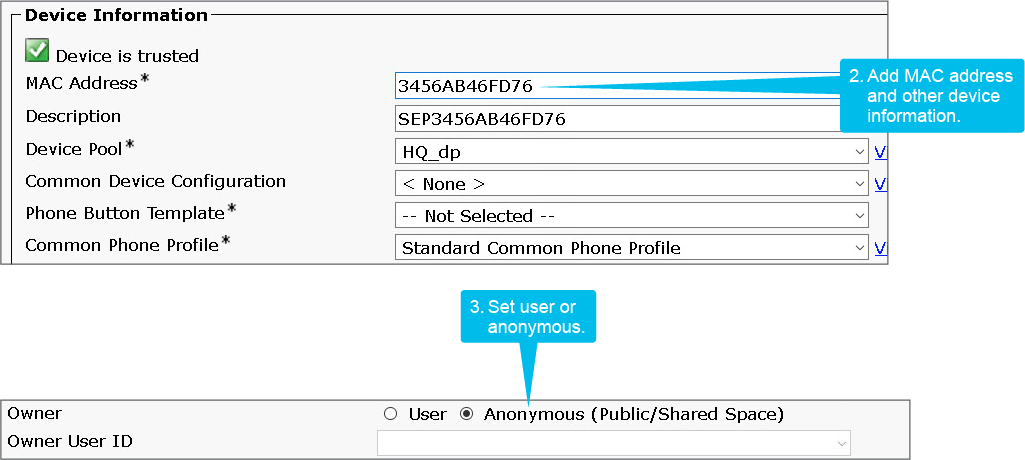 Device Information
Device is trusted
MAC Address* 3456AB46FD76
2. Add MAC address
and other device
information.
Description SEP3456AB46FD76
Device Pool* HQ_dp
Common Device Configuration < None >
Phone Button Template* -- Not Selected --
Common Phone Profile* Standard Common Phone Profile
3. Set user or
anonymous.
Owner User Anonymous (Public/Shared Space)
Owner User ID